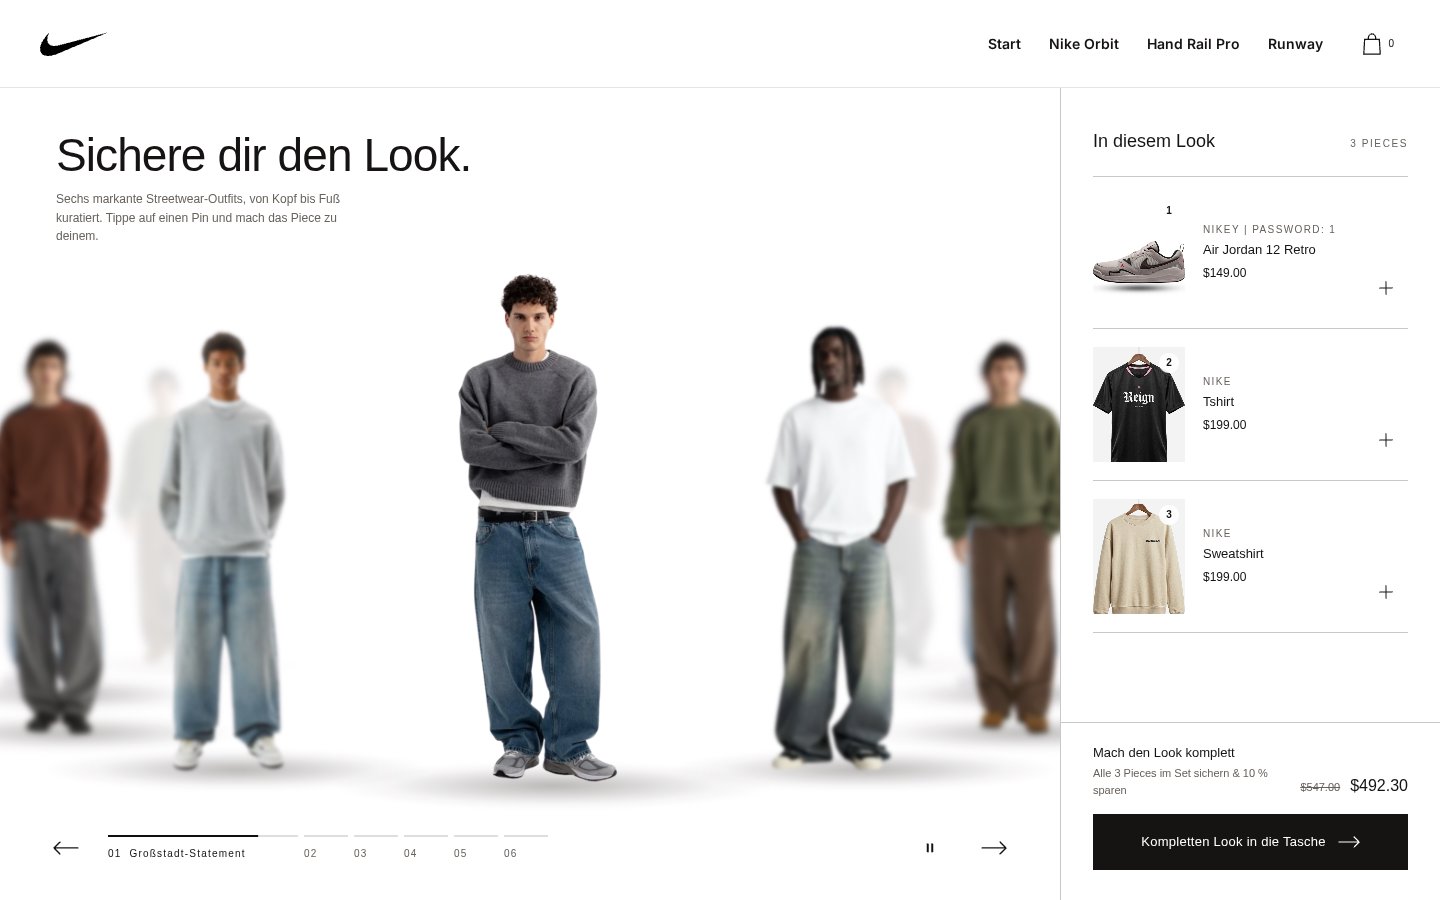 Start
Nike Orbit
Hand Rail Pro
Runway
0
Sichere dir den Look.
Sechs markante Streetwear-Outfits, von Kopf bis Fuß
kuratiert. Tippe auf einen Pin und mach das Piece zu
deinem.
01 Großstadt-Statement
02
03
04
05
06
In diesem Look
3 PIECES
1
NIKEY | PASSWORD: 1
Air Jordan 12 Retro
$149.00
2
Reign
NIKE
Tshirt
$199.00
3
NIKE
Sweatshirt
$199.00
Mach den Look komplett
Alle 3 Pieces im Set sichern & 10 %
sparen
$547.00 $492.30
Kompletten Look in die Tasche